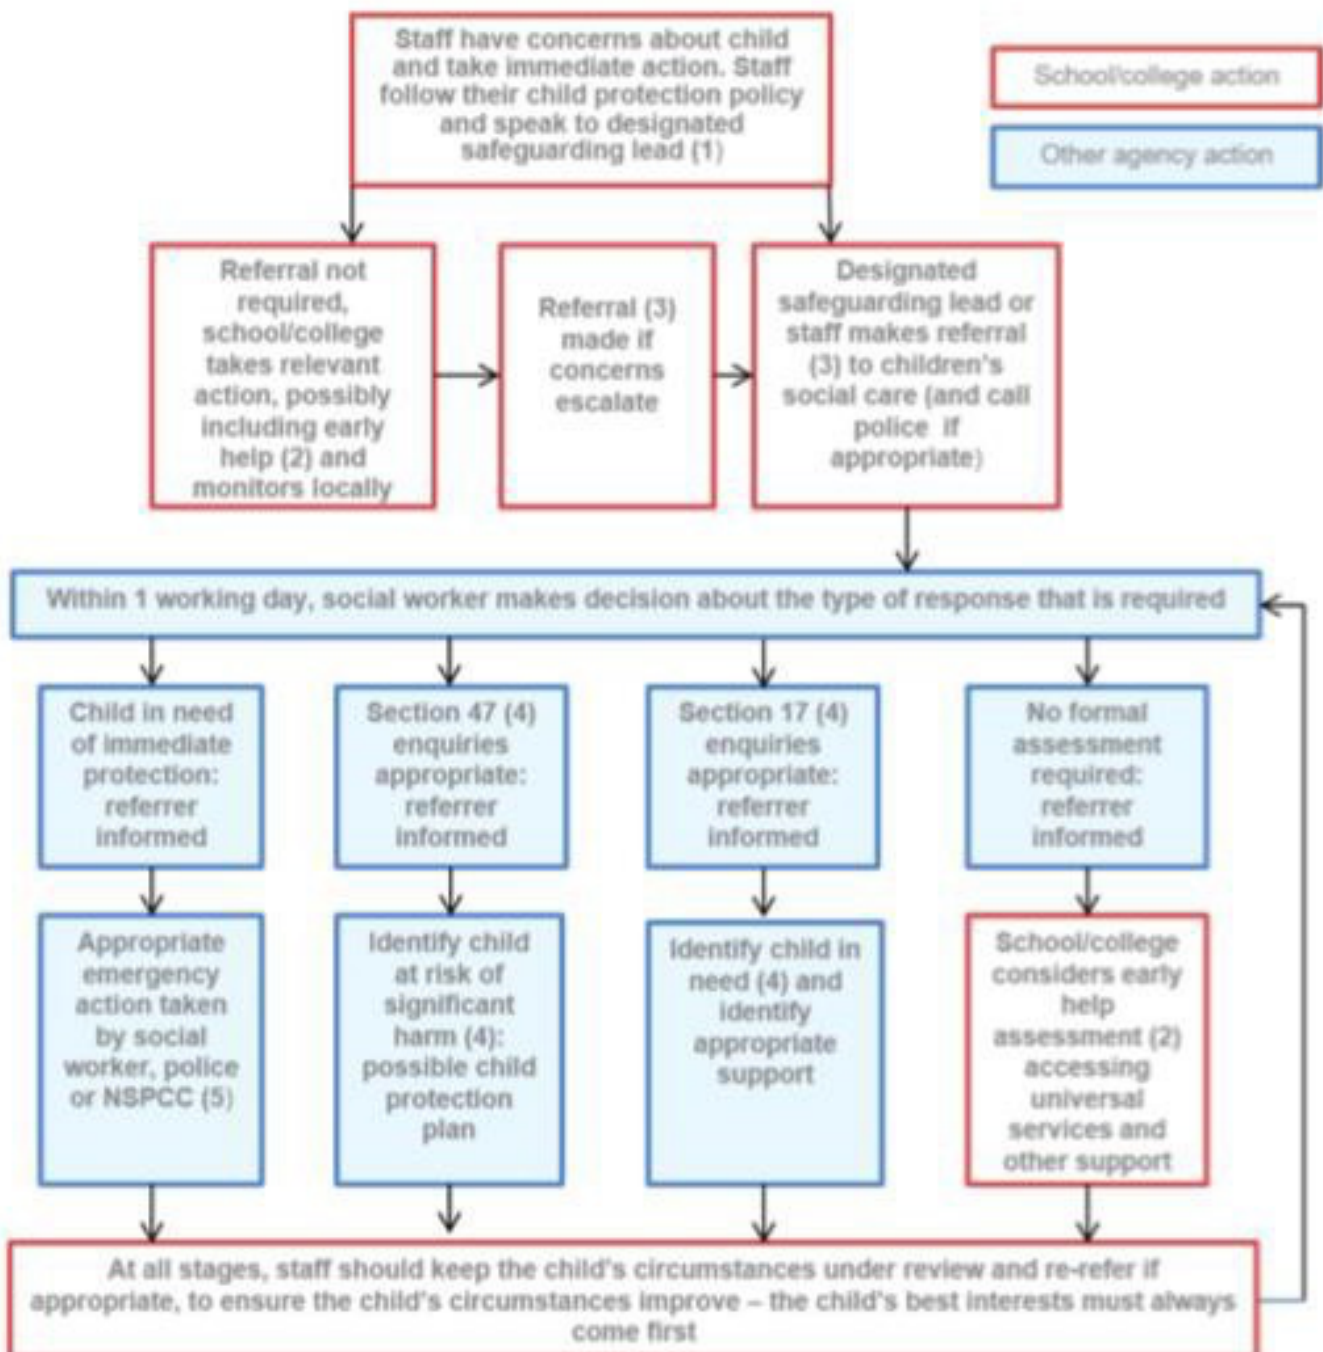 Staff have concerns about child
and take immediate action. Staff
follow their child protection policy
and speak to designated
safeguarding lead (1)
School/college action
Other agency action
Referral not
required,
school/college
takes relevant
action, possibly
including early
help (2) and
monitors locally
Referral (3)
made if
concerns
escalate
Designated
safeguarding lead or
staff makes referral
(3) to children's
social care (and call
police if
appropriate)
Within 1 working day, social worker makes decision about the type of response that is required
Child in need
of immediate
protection:
referrer
informed
Section 47 (4)
enquiries
appropriate:
referrer
informed
Section 17 (4)
enquiries
appropriate:
referrer
informed
No formal
assessment
required:
referrer
informed
Appropriate
emergency
action taken
by social
worker, police
or NSPCC (5)
Identify child
at risk of
significant
harm (4):
possible child
protection
plan
Identify child in
need (4) and
identify
appropriate
support
School/college
considers early
help
assessment (2)
accessing
universal
services and
other support
At all stages, staff should keep the child's circumstances under review and re-refer if
appropriate, to ensure the child's circumstances improve – the child's best interests must always
come first